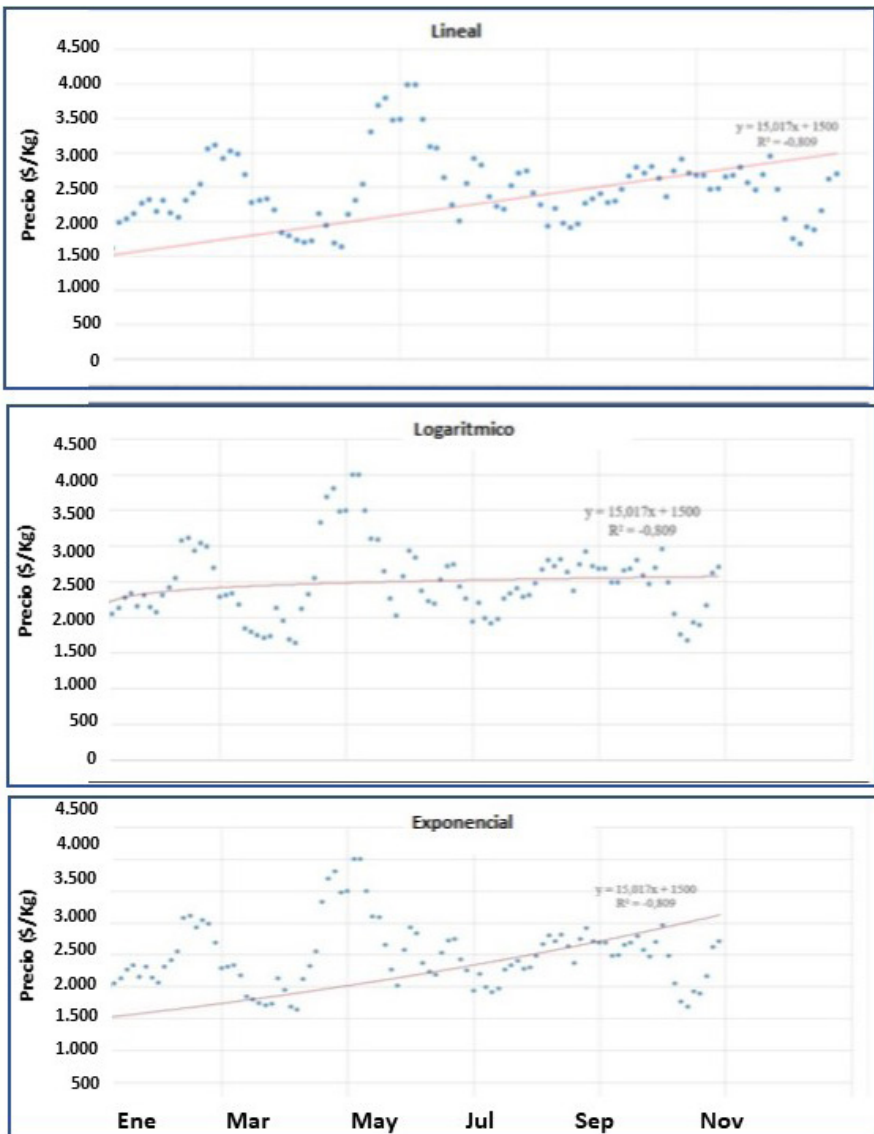 Lineal
Precio ($/Kg)
4.500
4.000
3.500
3.000
2.500
2.000
1.500
1.000
500
0
y = 15,017x + 1500
R² = -0,809
Logaritmico
Precio ($/Kg)
4.500
4.000
3.500
3.000
2.500
2.000
1.500
1.000
500
0
y = 15,017x + 1500
R² = -0,809
Exponencial
Precio ($/Kg)
4.500
4.000
3.500
3.000
2.500
2.000
1.500
1.000
500
y = 15,017x + 1500
R² = -0,809
Ene Mar May Jul Sep Nov